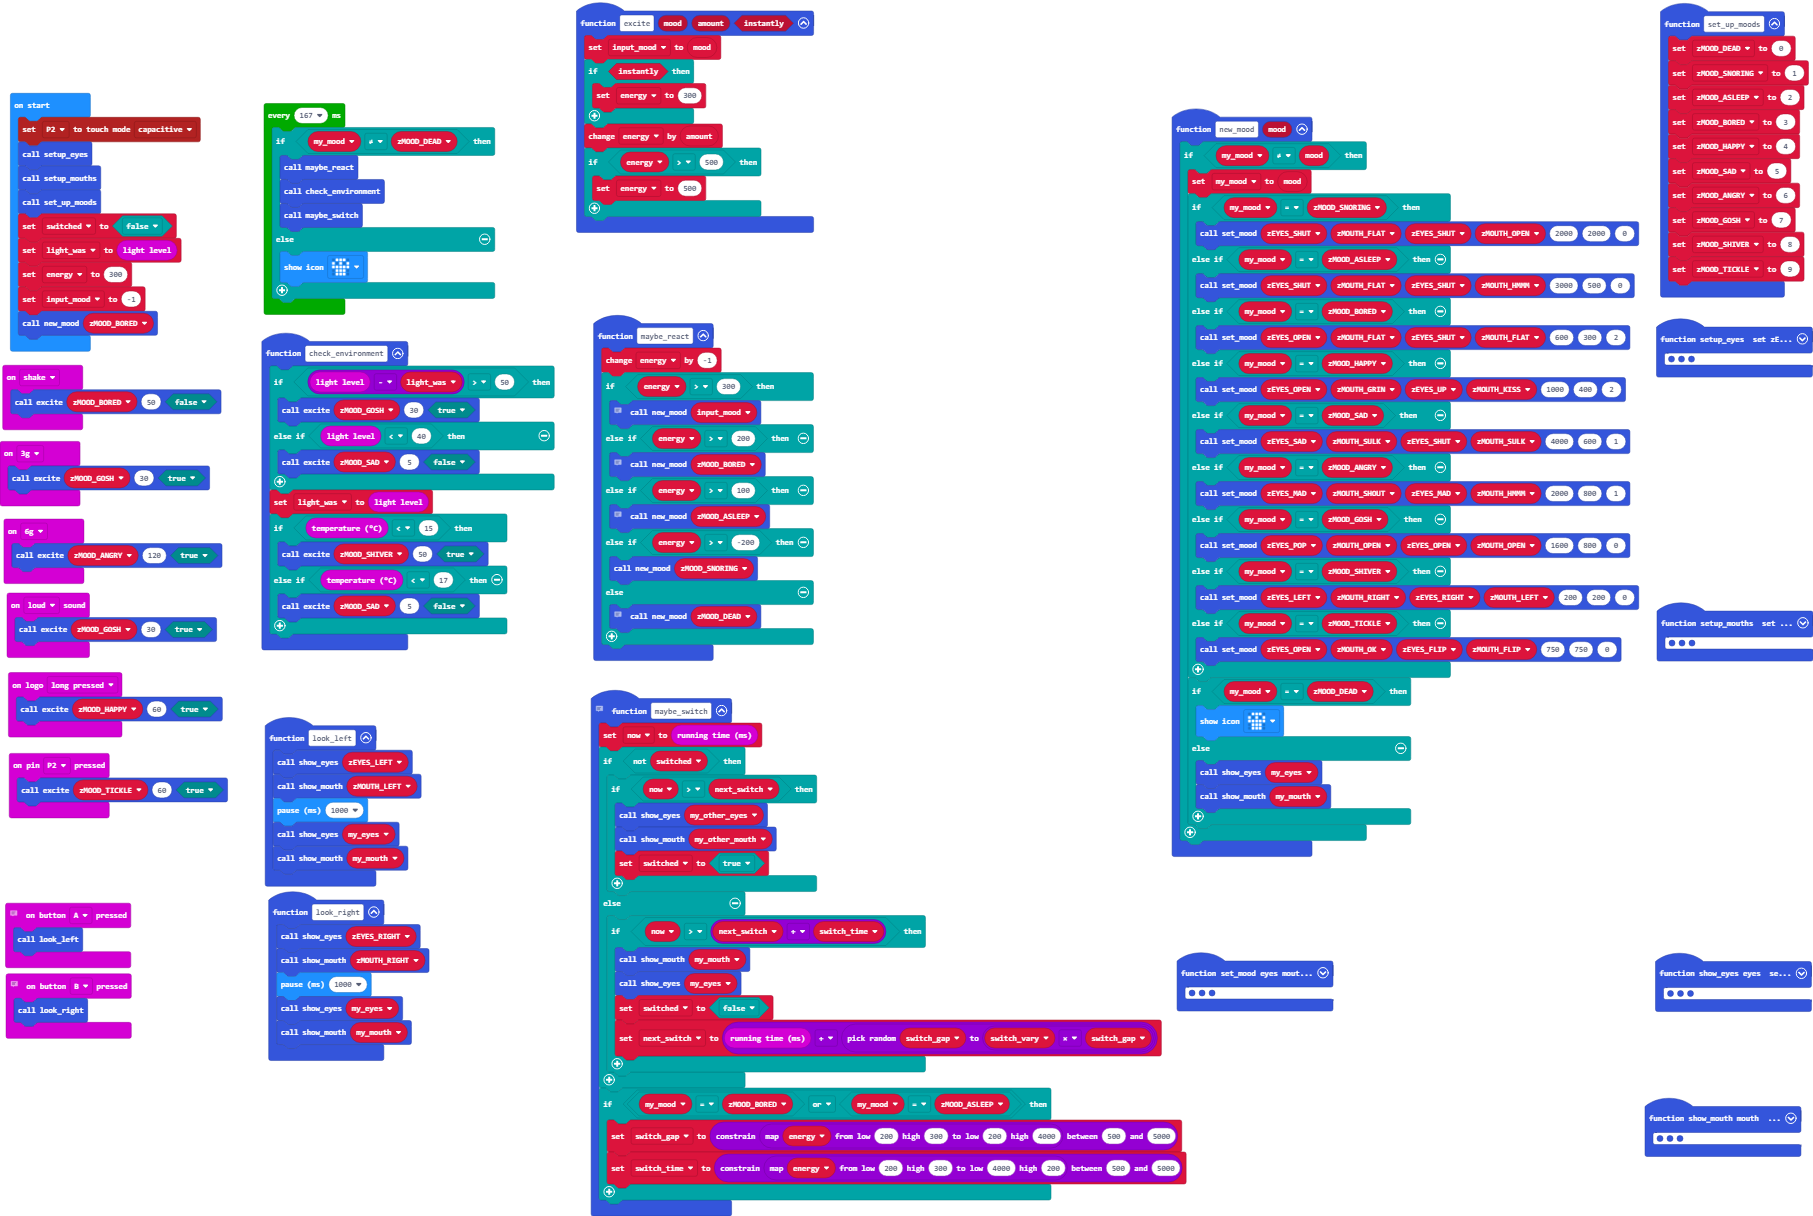 on start
set P2 to touch mode capacitive
call setup_eyes
call setup_mouths
call set_up_moods
set switched to false
set light_was to light level
set energy to 300
set input_mood to -1
call new_mood zMOOD_BORED
on shake
call excite zMOOD_BORED 50 false
on 3g
call excite zMOOD_GOSH 30 true
on 6g
call excite zMOOD_ANGRY 120 true
on loud sound
call excite zMOOD_GOSH 30 true
on logo long pressed
call excite zMOOD_HAPPY 60 true
on pin P2 pressed
call excite zMOOD_TICKLE 60 true
on button A pressed
call look_left
on button B pressed
call look_right
every 167 ms
if my_mood ≠ zMOOD_DEAD then
call maybe_react
call check_environment
call maybe_switch
else
show icon
function check_environment
if light level - light_was > 50 then
call excite zMOOD_GOSH 30 true
else if light level < 40 then
call excite zMOOD_SAD 5 false
set light_was to light level
if temperature (°C) < 15 then
call excite zMOOD_SHIVER 50 true
else if temperature (°C) < 17 then
call excite zMOOD_SAD 5 false
function look_left
call show_eyes zEYES_LEFT
call show_mouth zMOUTH_LEFT
pause (ms) 1000
call show_eyes my_eyes
call show_mouth my_mouth
function look_right
call show_eyes zEYES_RIGHT
call show_mouth zMOUTH_RIGHT
pause (ms) 1000
call show_eyes my_eyes
call show_mouth my_mouth
function excite mood amount instantly
set input_mood to mood
if instantly then
set energy to 300
change energy by amount
if energy > 500 then
set energy to 500
function maybe_react
change energy by -1
if energy > 300 then
call new_mood input_mood
else if energy > 200 then
call new_mood zMOOD_BORED
else if energy > 100 then
call new_mood zMOOD_ASLEEP
else if energy > -200 then
call new_mood zMOOD_SNORING
else
call new_mood zMOOD_DEAD
function maybe_switch
set now to running time (ms)
if not switched then
if now > next_switch then
call show_eyes my_other_eyes
call show_mouth my_other_mouth
set switched to true
else
if now > next_switch + switch_time then
call show_mouth my_mouth
call show_eyes my_eyes
set switched to false
set next_switch to running time (ms) + pick random switch_gap to switch_vary × switch_gap
if my_mood = zMOOD_BORED or my_mood = zMOOD_ASLEEP then
set switch_gap to constrain map energy from low 200 high 300 to low 200 high 4000 between 500 and 5000
set switch_time to constrain map energy from low 200 high 300 to low 4000 high 200 between 500 and 5000
function new_mood mood
if my_mood ≠ mood then
set my_mood to mood
if my_mood = zMOOD_SNORING then
call set_mood zEYES_SHUT zMOUTH_FLAT zEYES_SHUT zMOUTH_OPEN 2000 2000 0
else if my_mood = zMOOD_ASLEEP then
call set_mood zEYES_SHUT zMOUTH_FLAT zEYES_SHUT zMOUTH_HMMM 3000 500 0
else if my_mood = zMOOD_BORED then
call set_mood zEYES_OPEN zMOUTH_FLAT zEYES_SHUT zMOUTH_FLAT 600 300 2
else if my_mood = zMOOD_HAPPY then
call set_mood zEYES_OPEN zMOUTH_GRIN zEYES_UP zMOUTH_KISS 1000 400 2
else if my_mood = zMOOD_SAD then
call set_mood zEYES_SAD zMOUTH_SULK zEYES_SHUT zMOUTH_SULK 4000 600 1
else if my_mood = zMOOD_ANGRY then
call set_mood zEYES_MAD zMOUTH_SHOUT zEYES_MAD zMOUTH_HMMM 2000 800 1
else if my_mood = zMOOD_GOSH then
call set_mood zEYES_POP zMOUTH_OPEN zEYES_OPEN zMOUTH_OPEN 1600 800 0
else if my_mood = zMOOD_SHIVER then
call set_mood zEYES_LEFT zMOUTH_RIGHT zEYES_RIGHT zMOUTH_LEFT 200 200 0
else if my_mood = zMOOD_TICKLE then
call set_mood zEYES_OPEN zMOUTH_OK zEYES_FLIP zMOUTH_FLIP 750 750 0
if my_mood = zMOOD_DEAD then
show icon
else
call show_eyes my_eyes
call show_mouth my_mouth
function set_mood eyes mout...
function set_up_moods
set zMOOD_DEAD to 0
set zMOOD_SNORING to 1
set zMOOD_ASLEEP to 2
set zMOOD_BORED to 3
set zMOOD_HAPPY to 4
set zMOOD_SAD to 5
set zMOOD_ANGRY to 6
set zMOOD_GOSH to 7
set zMOOD_SHIVER to 8
set zMOOD_TICKLE to 9
function setup_eyes set zE...
function setup_mouths set ...
function show_eyes eyes se...
function show_mouth mouth ...